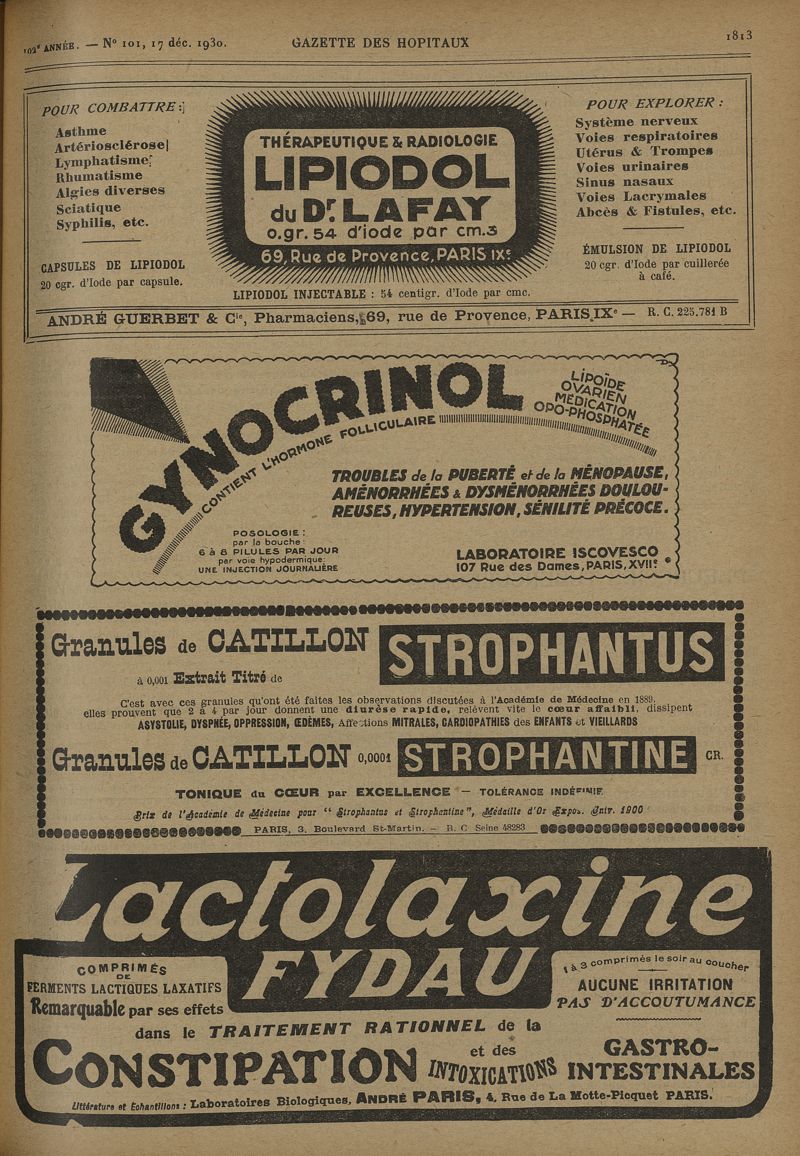 102e ANNÉE. — No 101, 17 déc. 1930.
GAZETTE DES HOPITAUX
1813
POUR COMBATTRE :
Asthme
Artériosclérose
Lymphatisme
Rhumatisme
Algies diverses
Sciatique
Syphilis, etc.
CAPSULES DE LIPIODOL
20 cgr. d'Iode par capsule.
THÉRAPEUTIQUE & RADIOLOGIE
LIPIODOL
du Dr. LAFAY
o.gr. 54 d'iode par cm.3
69, Rue de Provence, PARIS IXe
LIPIODOL INJECTABLE : 54 centigr. d'Iode par cmc.
POUR EXPLORER :
Système nerveux
Voies respiratoires
Utérus & Trompes
Voies urinaires
Sinus nasaux
Voies Lacrymales
Abcès & Fistules, etc.
ÉMULSION DE LIPIODOL
20 cgr. d'Iode par cuillerée
à café.
ANDRÉ GUERBET & Cie, Pharmaciens, 69, rue de Provence, PARIS IXe — R. C. 225.781 B
GYNOCRINOL
CONTIENT L'HORMONE FOLLICULAIRE
LIPOÏDE
OVARIEN
MÉDICATION
OPO-PHOSPHATÉE
TROUBLES de la PUBERTÉ et de la MÉNOPAUSE,
AMÉNORRHÉES & DYSMÉNORRHÉES DOULOU-
REUSES, HYPERTENSION, SÉNILITÉ PRÉCOCE.
POSOLOGIE :
par la bouche :
6 à 8 PILULES PAR JOUR
par voie hypodermique:
UNE INJECTION JOURNALIÈRE
LABORATOIRE ISCOVESCO
107 Rue des Dames, PARIS, XVIIe
Granules de CATILLON
à 0,001 Extrait Titré de
STROPHANTUS
C'est avec ces granules qu'ont été faites les observations discutées à l'Académie de Médecine en 1889,
elles prouvent que 2 à 4 par jour donnent une diurèse rapide, relèvent vite le cœur affaibli, dissipent
ASYSTOLIE, DYSPNÉE, OPPRESSION, ŒDÈMES, Affections MITRALES, CARDIOPATHIES des ENFANTS et VIEILLARDS
Granules de CATILLON 0,0001 STROPHANTINE CR.
TONIQUE du CŒUR par EXCELLENCE — TOLÉRANCE INDÉFINIE
Prix de l'Académie de Médecine pour "Strophantus et Strophantine", Médaille d'Or Expos. Univ. 1900
PARIS, 3, Boulevard St-Martin. — R. C. Seine 48283
Lactolaxine
FYDAU
COMPRIMÉS
DE
FERMENTS LACTIQUES LAXATIFS
Remarquable par ses effets
1 à 3 comprimés le soir au coucher
AUCUNE IRRITATION
PAS D'ACCOUTUMANCE
dans le TRAITEMENT RATIONNEL de la
CONSTIPATION
et des
INTOXICATIONS
GASTRO-
INTESTINALES
Littérature et Échantillons : Laboratoires Biologiques, ANDRÉ PARIS, 4, Rue de La Motte-Picquet PARIS.